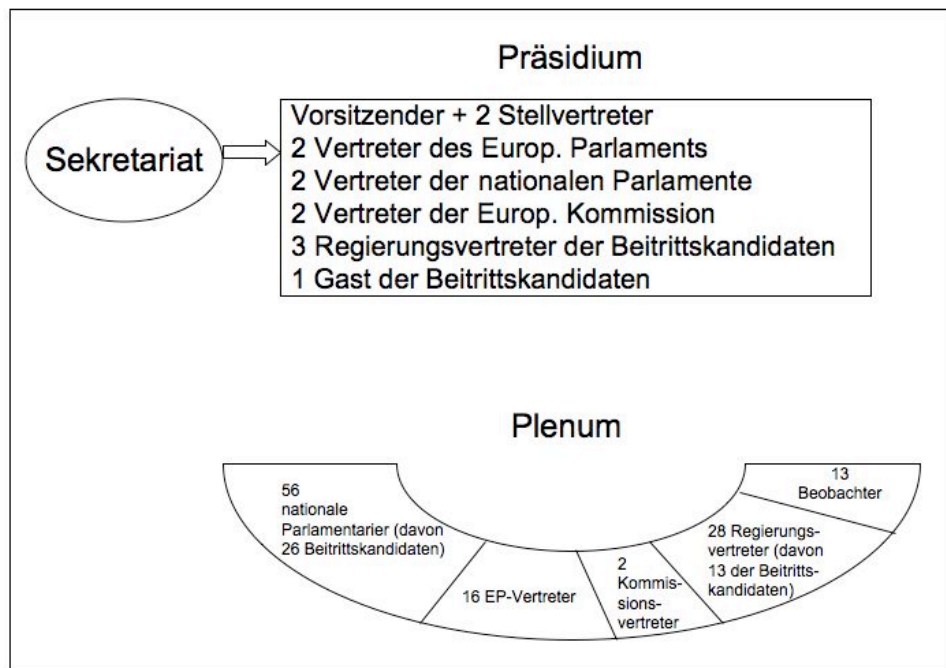 Präsidium
Sekretariat
Vorsitzender + 2 Stellvertreter
2 Vertreter des Europ. Parlaments
2 Vertreter der nationalen Parlamente
2 Vertreter der Europ. Kommission
3 Regierungsvertreter der Beitrittskandidaten
1 Gast der Beitrittskandidaten
Plenum
56
nationale
Parlamentarier (davon
26 Beitrittskandidaten)
16 EP-Vertreter
2
Kommis-
sions-
vertreter
28 Regierungs-
vertreter (davon
13 der Beitritts-
kandidaten)
13
Beobachter